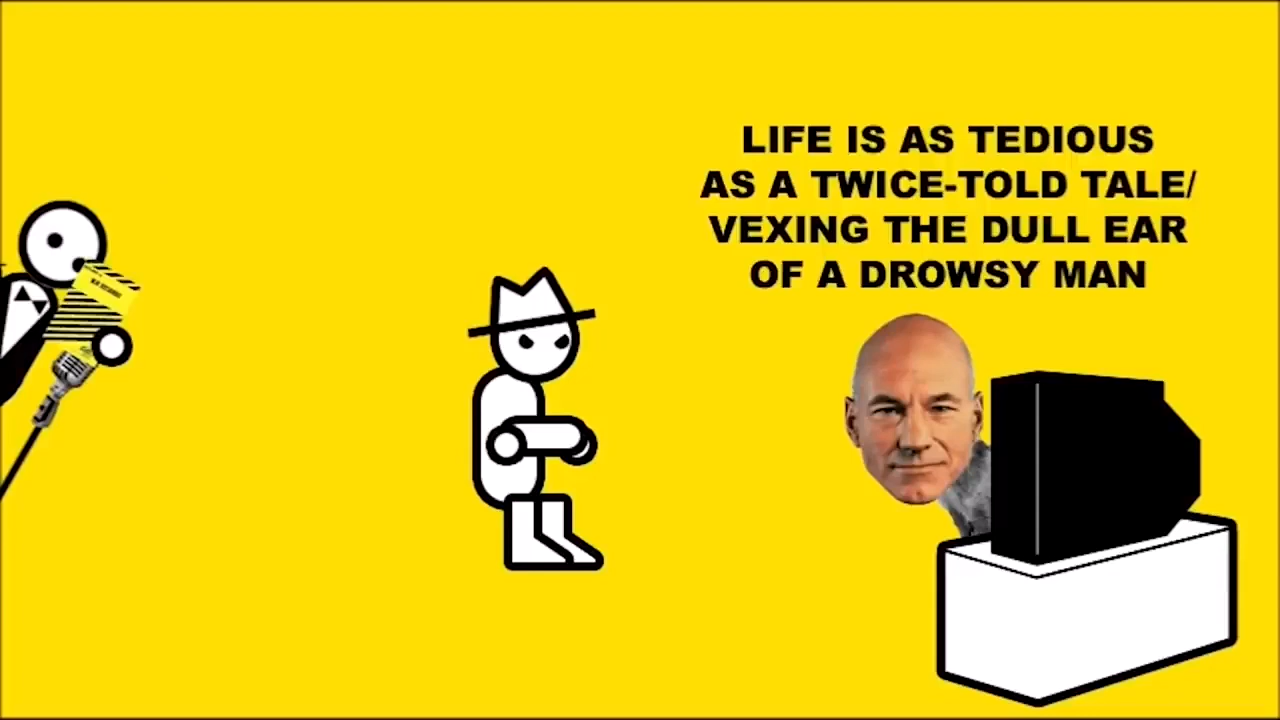 LIFE IS AS TEDIOUS
AS A TWICE-TOLD TALE/
VEXING THE DULL EAR
OF A DROWSY MAN